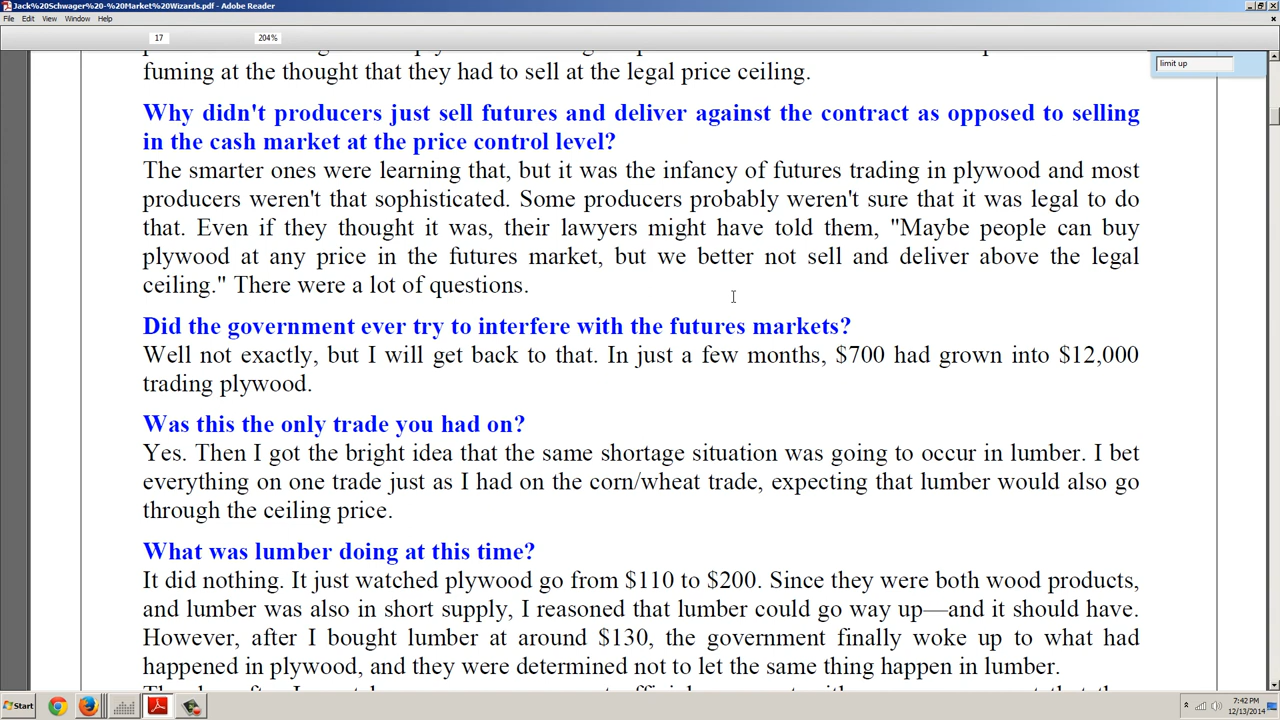 Jack%20Schwager%20-%20Market%20Wizards.pdf - Adobe Reader
File Edit View Window Help
17 204%
limit up
fuming at the thought that they had to sell at the legal price ceiling.
Why didn't producers just sell futures and deliver against the contract as opposed to selling
in the cash market at the price control level?
The smarter ones were learning that, but it was the infancy of futures trading in plywood and most
producers weren't that sophisticated. Some producers probably weren't sure that it was legal to do
that. Even if they thought it was, their lawyers might have told them, "Maybe people can buy
plywood at any price in the futures market, but we better not sell and deliver above the legal
ceiling." There were a lot of questions.
Did the government ever try to interfere with the futures markets?
Well not exactly, but I will get back to that. In just a few months, $700 had grown into $12,000
trading plywood.
Was this the only trade you had on?
Yes. Then I got the bright idea that the same shortage situation was going to occur in lumber. I bet
everything on one trade just as I had on the corn/wheat trade, expecting that lumber would also go
through the ceiling price.
What was lumber doing at this time?
It did nothing. It just watched plywood go from $110 to $200. Since they were both wood products,
and lumber was also in short supply, I reasoned that lumber could go way up—and it should have.
However, after I bought lumber at around $130, the government finally woke up to what had
happened in plywood, and they were determined not to let the same thing happen in lumber.
Start
7:42 PM
12/13/2014